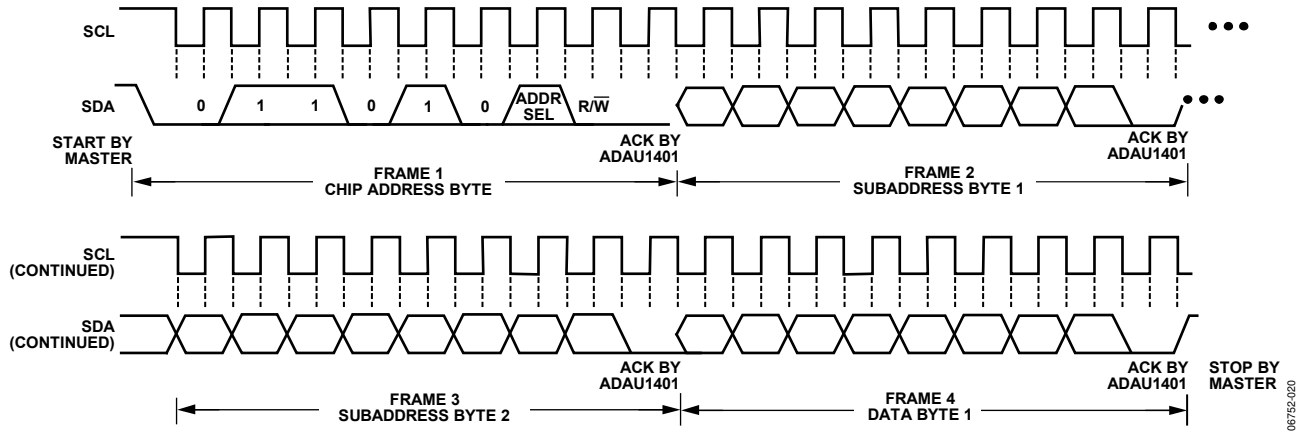 SCL
SDA
0 1 1 0 1 0 ADDR SEL R/W̅
START BY MASTER
ACK BY ADAU1401
ACK BY ADAU1401
FRAME 1
CHIP ADDRESS BYTE
FRAME 2
SUBADDRESS BYTE 1
SCL
(CONTINUED)
SDA
(CONTINUED)
ACK BY ADAU1401
ACK BY ADAU1401
STOP BY MASTER
FRAME 3
SUBADDRESS BYTE 2
FRAME 4
DATA BYTE 1
06752-020